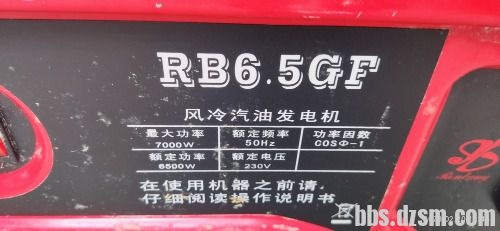 RB6.5GF
风冷汽油发电机
最大功率 额定频率 功率因数
7000W 50Hz COSΦ-1
额定功率 额定电压
6500W 230V
在使用机器之前请
仔细阅读操作说明书
bbs.dzsm.com